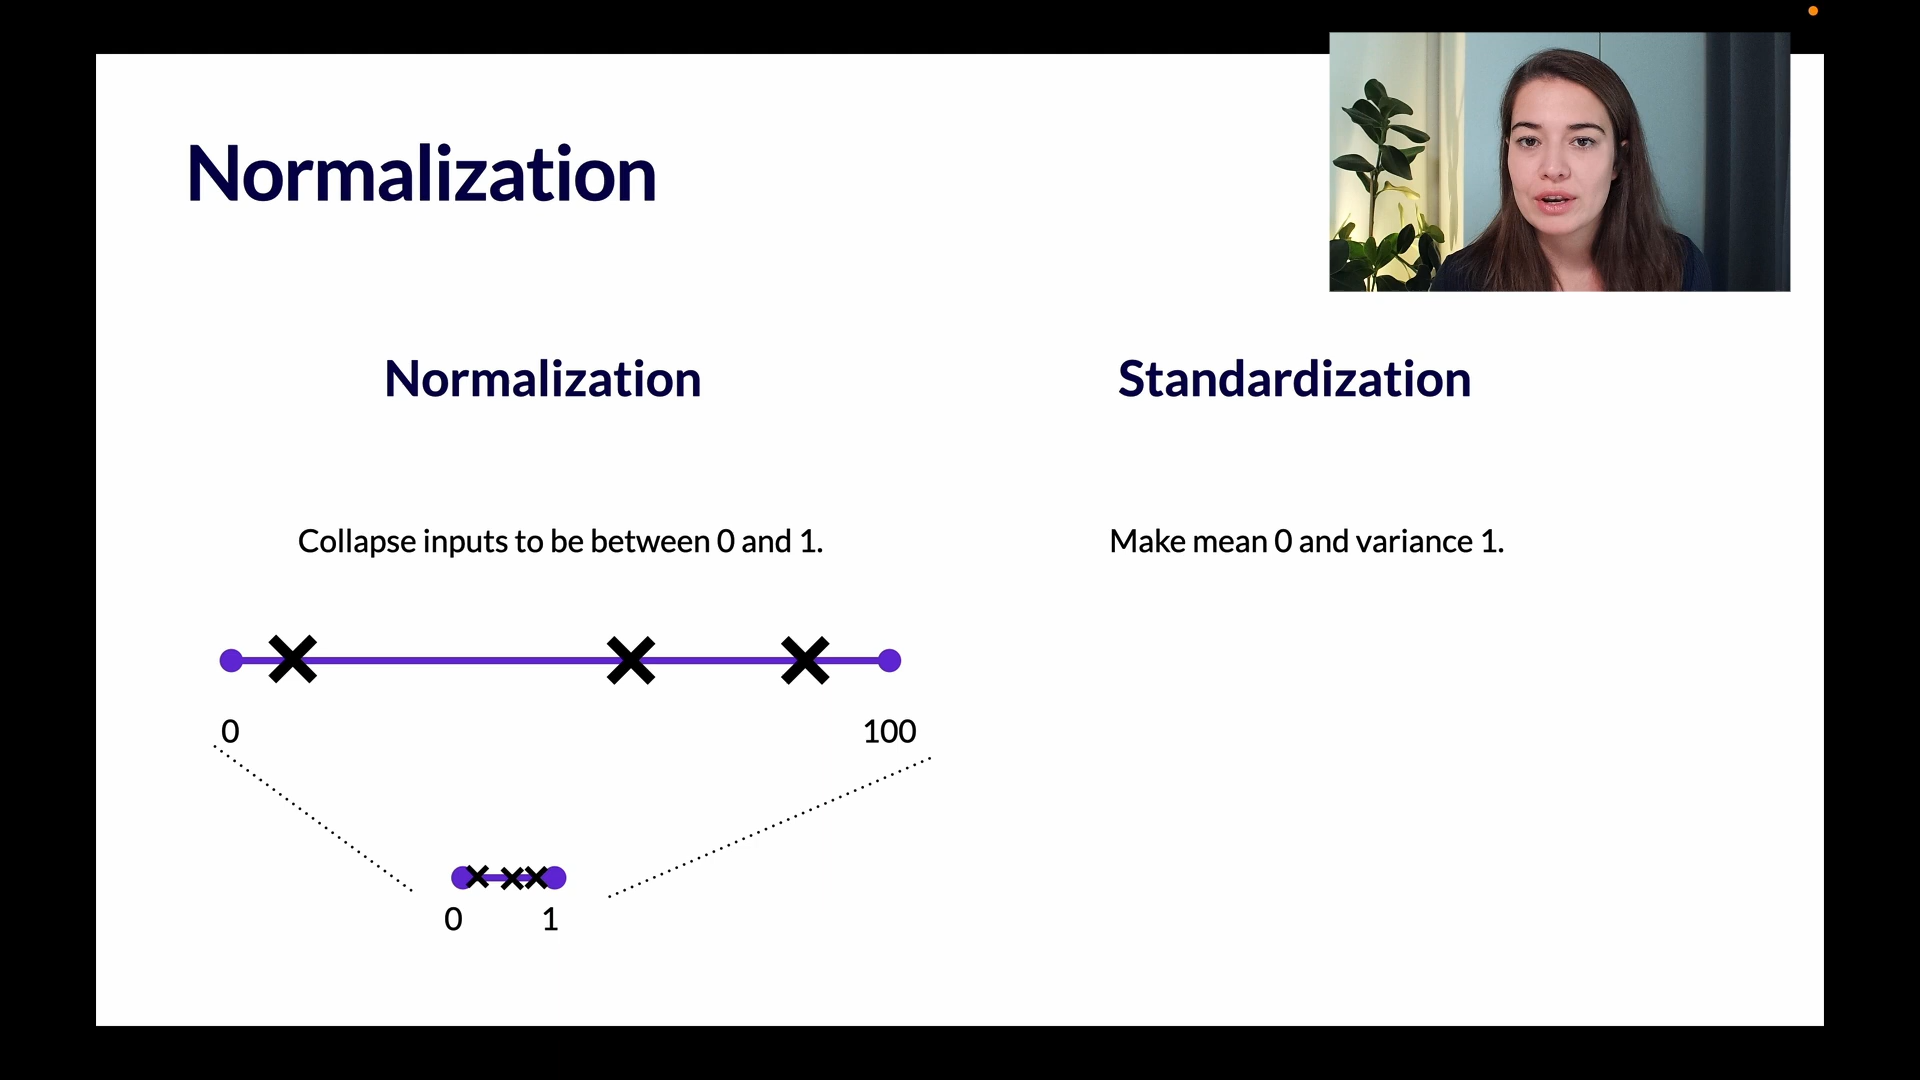 Normalization
Normalization
Standardization
Collapse inputs to be between 0 and 1.
Make mean 0 and variance 1.
0
100
0
1